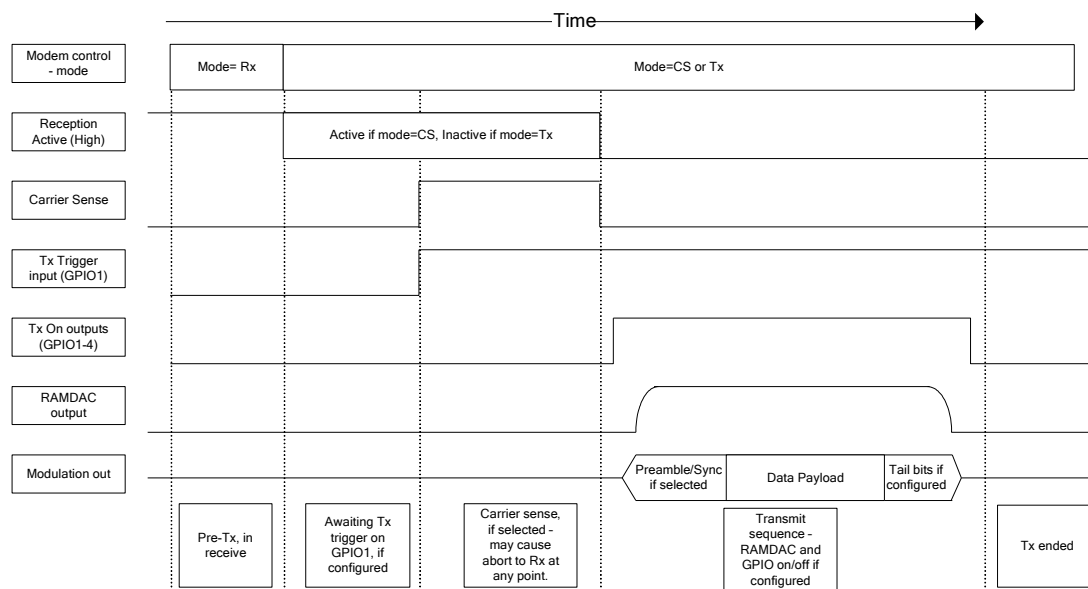 Time
Modem control
- mode
Mode= Rx
Mode=CS or Tx
Reception
Active (High)
Active if mode=CS, Inactive if mode=Tx
Carrier Sense
Tx Trigger
input (GPIO1)
Tx On outputs
(GPIO1-4)
RAMDAC
output
Modulation out
Preamble/Sync
if selected
Data Payload
Tail bits if
configured
Pre-Tx, in
receive
Awaiting Tx
trigger on
GPIO1, if
configured
Carrier sense,
if selected -
may cause
abort to Rx at
any point.
Transmit
sequence -
RAMDAC and
GPIO on/off if
configured
Tx ended